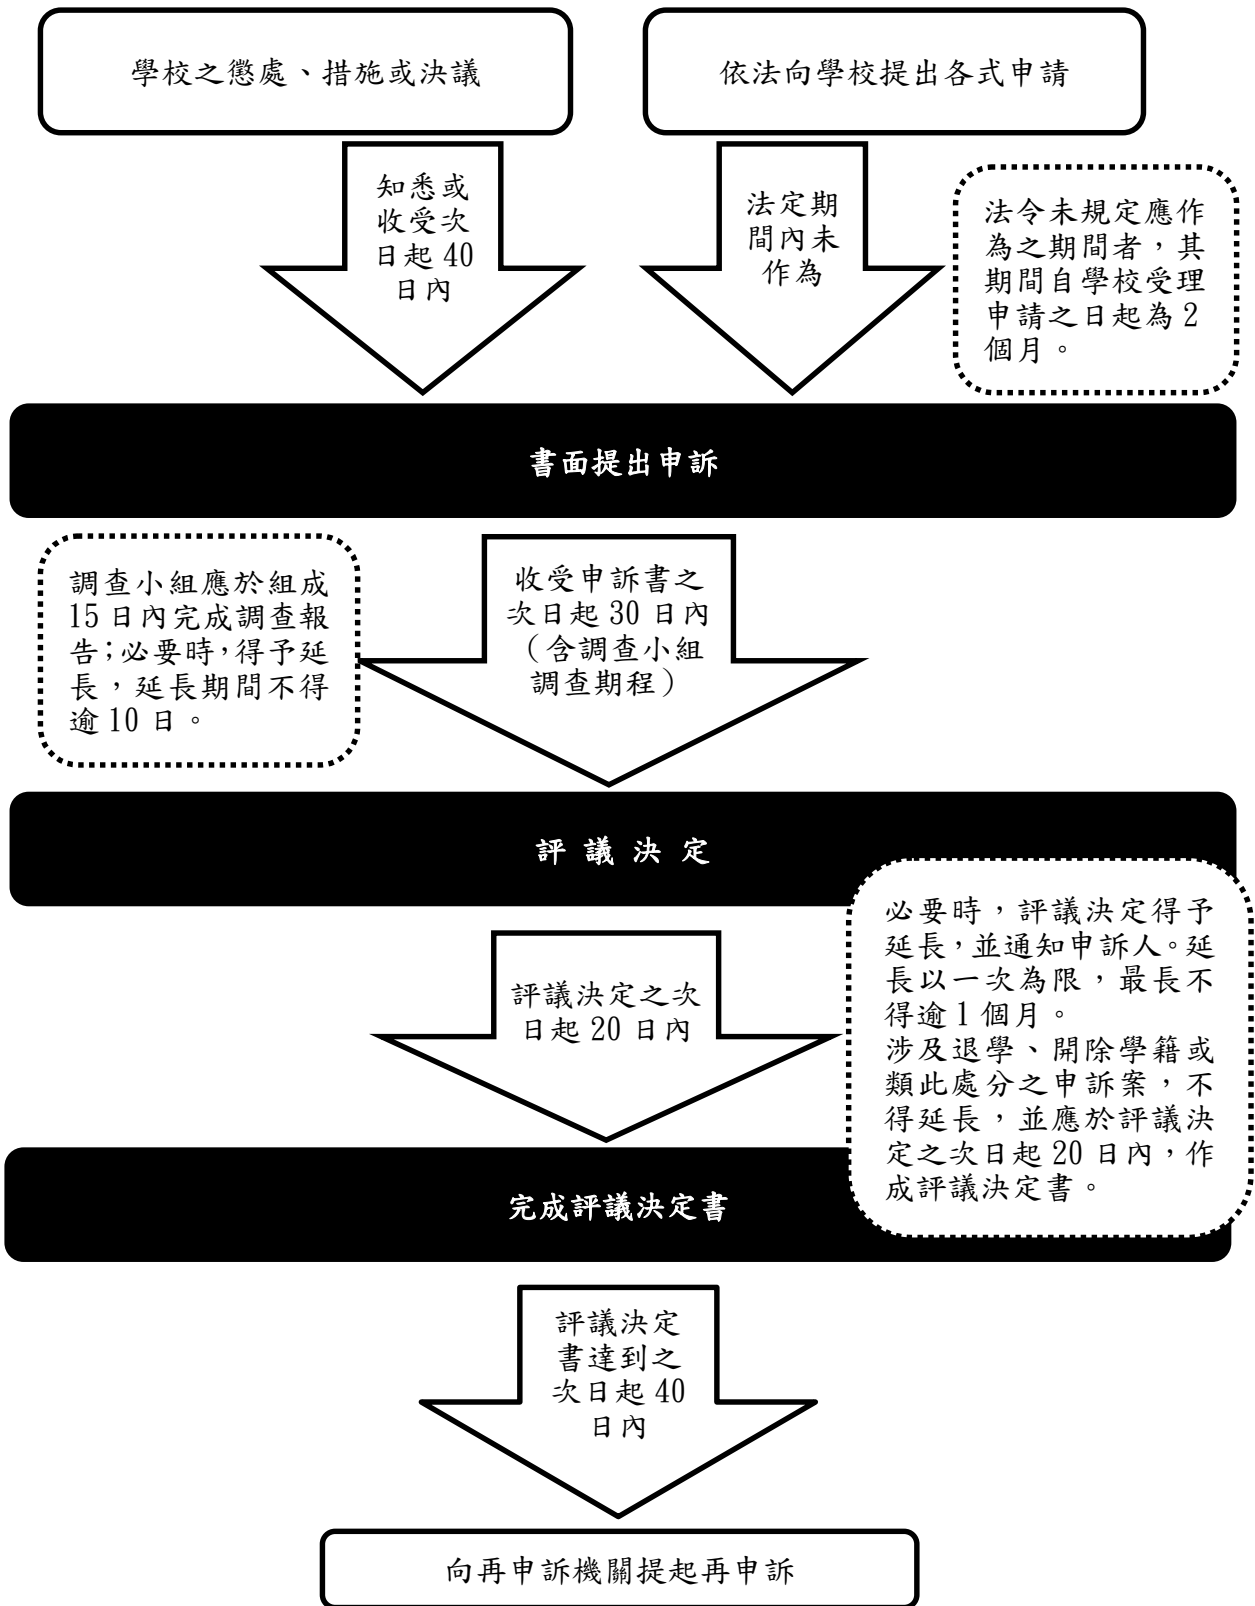 學校之懲處、措施或決議
依法向學校提出各式申請
知悉或
收受次
日起 40
日內
法定期
間內未
作為
法令未規定應作
為之期間者，其
期間自學校受理
申請之日起為 2
個月。
書面提出申訴
調查小組應於組成
15 日內完成調查報
告；必要時，得予延
長，延長期間不得
逾 10 日。
收受申訴書之
次日起 30 日內
（含調查小組
調查期程）
評 議 決 定
必要時，評議決定得予
延長，並通知申訴人。延
長以一次為限，最長不
得逾 1 個月。
涉及退學、開除學籍或
類此處分之申訴案，不
得延長，並應於評議決
定之次日起 20 日內，作
成評議決定書。
評議決定之次
日起 20 日內
完成評議決定書
評議決定
書達到之
次日起 40
日內
向再申訴機關提起再申訴